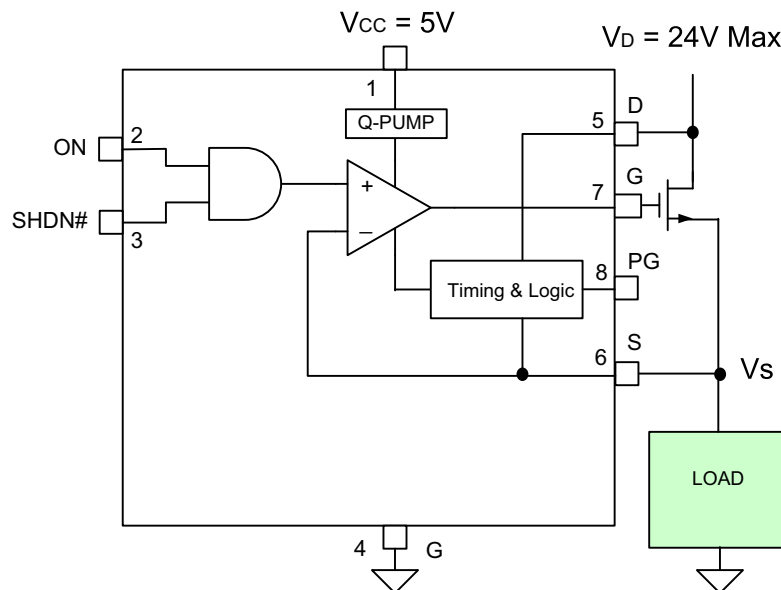 VCC = 5V
VD = 24V Max
1
D
5
Q-PUMP
2
ON
+
G
7
SHDN#
3
–
PG
8
Timing & Logic
S
6
Vs
LOAD
4
G